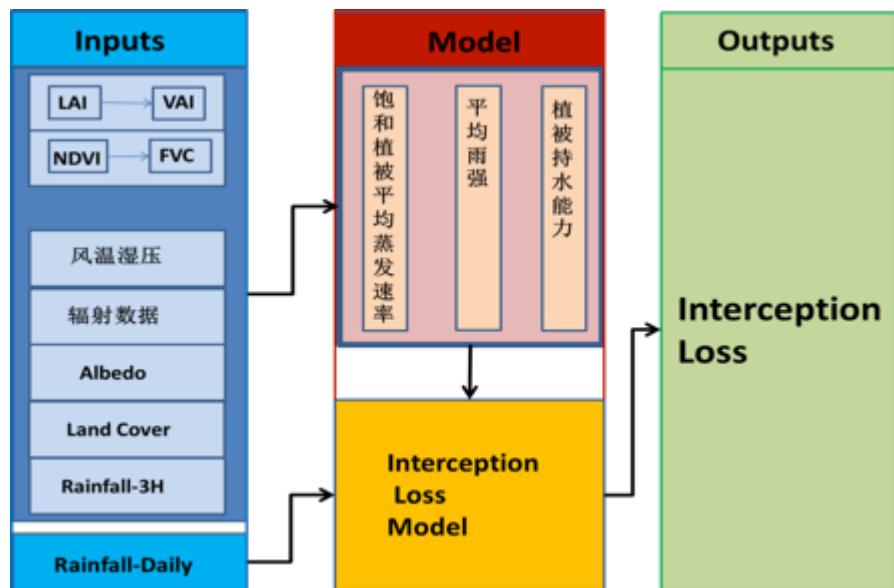 Inputs
LAI
VAI
NDVI
FVC
风温湿压
辐射数据
Albedo
Land Cover
Rainfall-3H
Rainfall-Daily
Model
饱和植被平均蒸发速率
平均雨强
植被持水能力
Interception
Loss
Model
Outputs
Interception
Loss